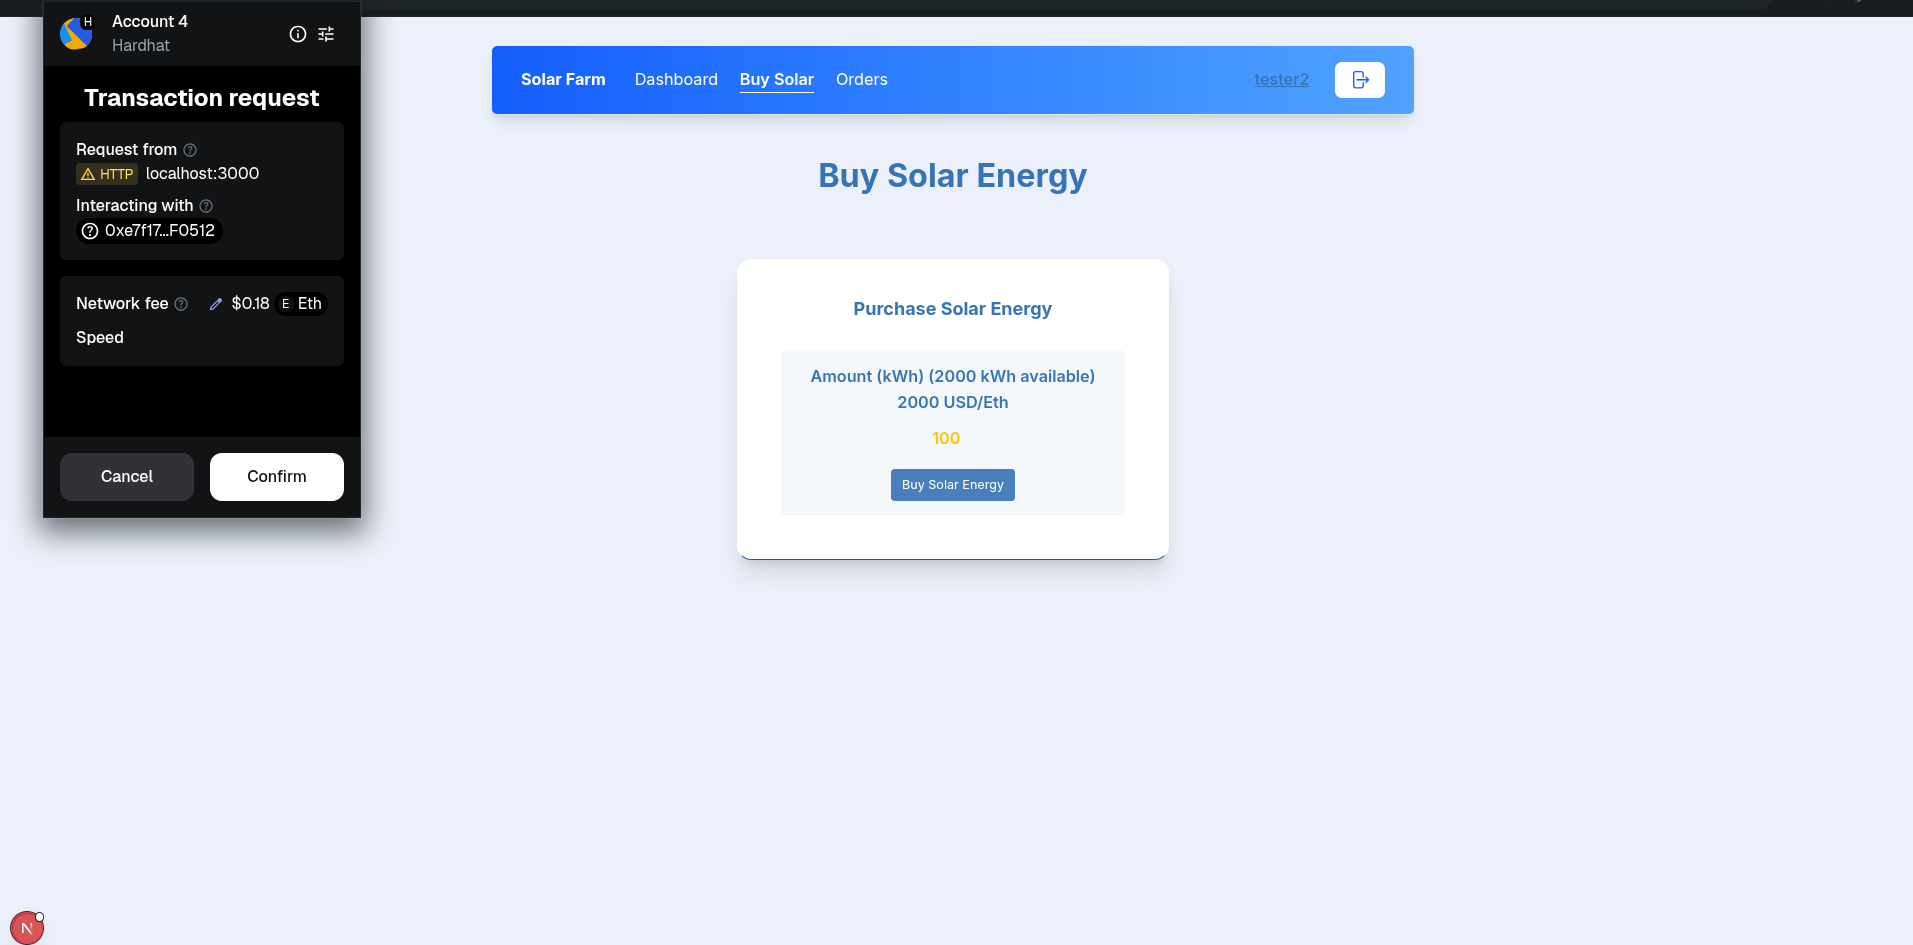 H
Account 4
Hardhat
Transaction request
Request from
HTTP localhost:3000
Interacting with
0xe7f17...F0512
Network fee $0.18 E Eth
Speed
Cancel Confirm
Solar Farm Dashboard Buy Solar Orders tester2
Buy Solar Energy
Purchase Solar Energy
Amount (kWh) (2000 kWh available)
2000 USD/Eth
100
Buy Solar Energy
N